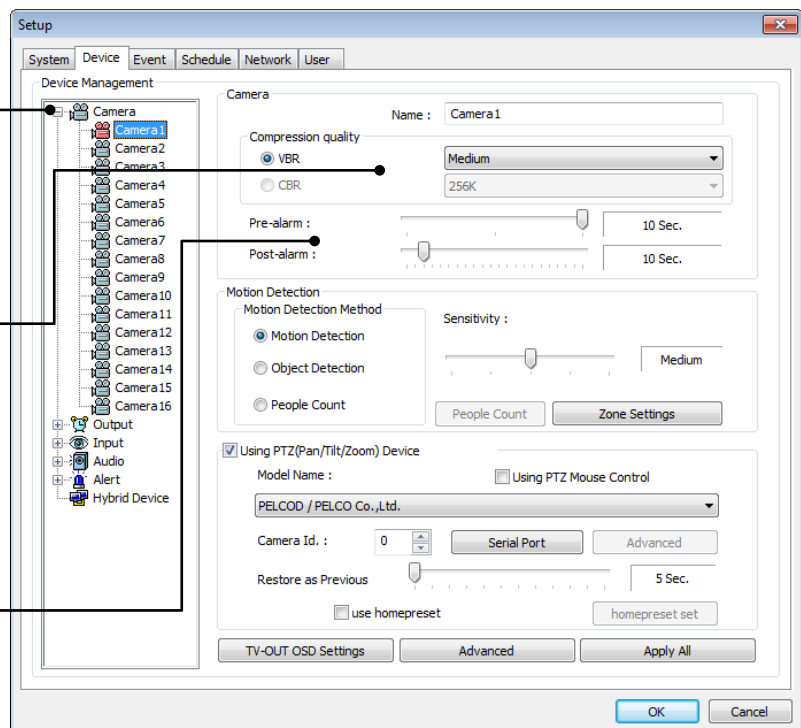 Setup
System Device Event Schedule Network User
Device Management
Camera
Camera1
Camera2
Camera3
Camera4
Camera5
Camera6
Camera7
Camera8
Camera9
Camera10
Camera11
Camera12
Camera13
Camera14
Camera15
Camera16
Output
Input
Audio
Alert
Hybrid Device
Camera
Name : Camera1
Compression quality
VBR Medium
CBR 256K
Pre-alarm : 10 Sec.
Post-alarm : 10 Sec.
Motion Detection
Motion Detection Method
Motion Detection
Object Detection
People Count
Sensitivity :
Medium
People Count Zone Settings
Using PTZ(Pan/Tilt/Zoom) Device
Model Name : Using PTZ Mouse Control
PELCOD / PELCO Co.,Ltd.
Camera Id. : 0 Serial Port Advanced
Restore as Previous 5 Sec.
use homepreset homepreset set
TV-OUT OSD Settings Advanced Apply All
OK Cancel